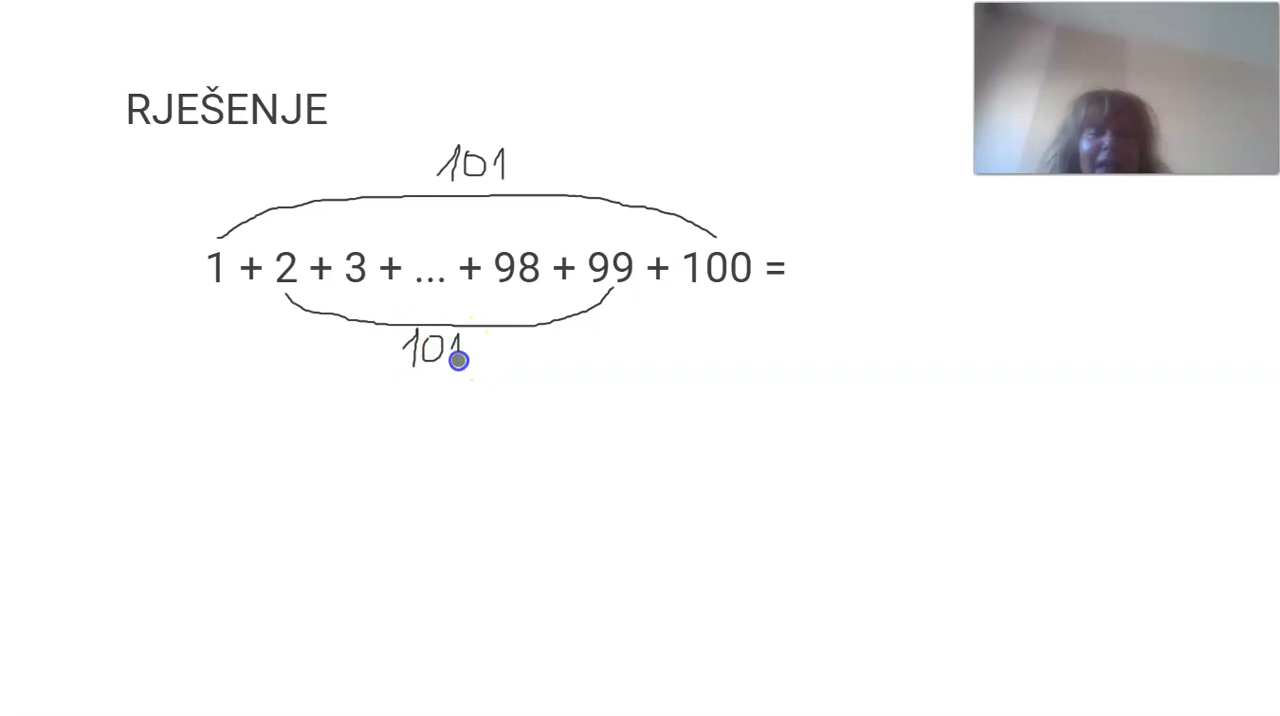 RJEŠENJE
101
1 + 2 + 3 + ... + 98 + 99 + 100 =
101